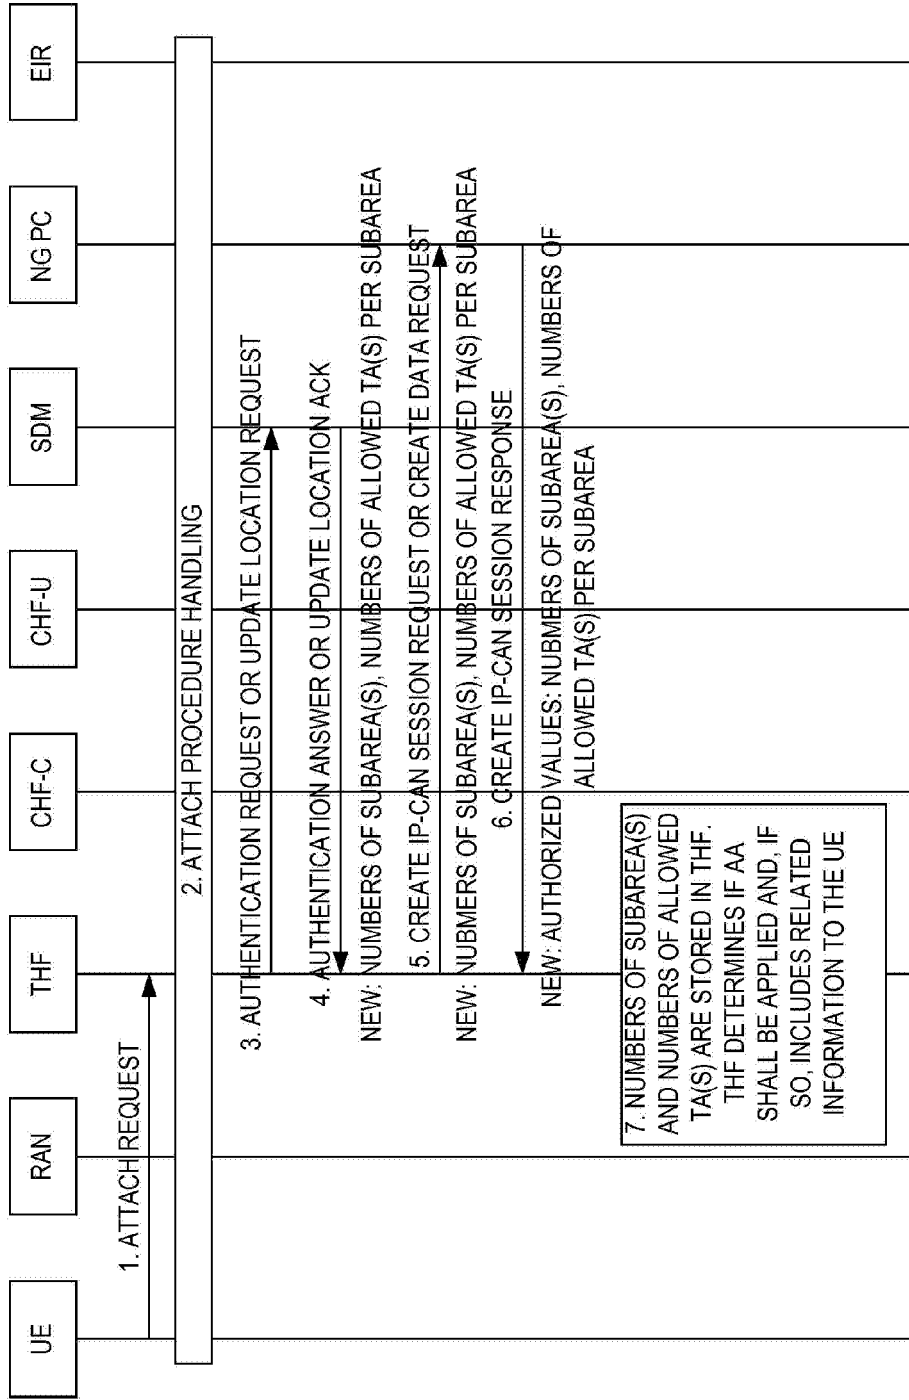 UE
RAN
THF
CHF-C
CHF-U
SDM
NG PC
EIR
1. ATTACH REQUEST
2. ATTACH PROCEDURE HANDLING
3. AUTHENTICATION REQUEST OR UPDATE LOCATION REQUEST
4. AUTHENTICATION ANSWER OR UPDATE LOCATION ACK
NEW: NUMBERS OF SUBAREA(S), NUMBERS OF ALLOWED TA(S) PER SUBAREA
5. CREATE IP-CAN SESSION REQUEST OR CREATE DATA REQUEST
NEW: NUBMERS OF SUBAREA(S), NUMBERS OF ALLOWED TA(S) PER SUBAREA
6. CREATE IP-CAN SESSION RESPONSE
NEW: AUTHORIZED VALUES: NUBMERS OF SUBAREA(S), NUMBERS OF
ALLOWED TA(S) PER SUBAREA
7. NUMBERS OF SUBAREA(S)
AND NUMBERS OF ALLOWED
TA(S) ARE STORED IN THF.
THF DETERMINES IF AA
SHALL BE APPLIED AND, IF
SO, INCLUDES RELATED
INFORMATION TO THE UE